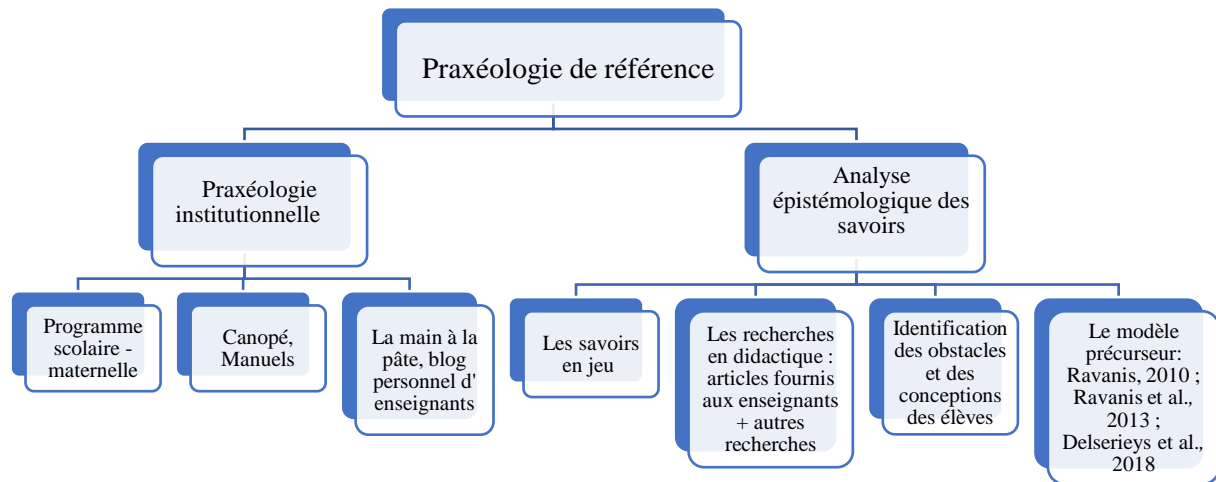 Praxéologie de référence
Praxéologie
institutionnelle
Analyse
épistémologique des
savoirs
Programme
scolaire -
maternelle
Canopé,
Manuels
La main à la
pâte, blog
personnel d'
enseignants
Les savoirs
en jeu
Les recherches
en didactique :
articles fournis
aux enseignants
+ autres
recherches
Identification
des obstacles
et des
conceptions
des élèves
Le modèle
précurseur:
Ravanis, 2010 ;
Ravanis et al.,
2013 ;
Delserieys et al.,
2018